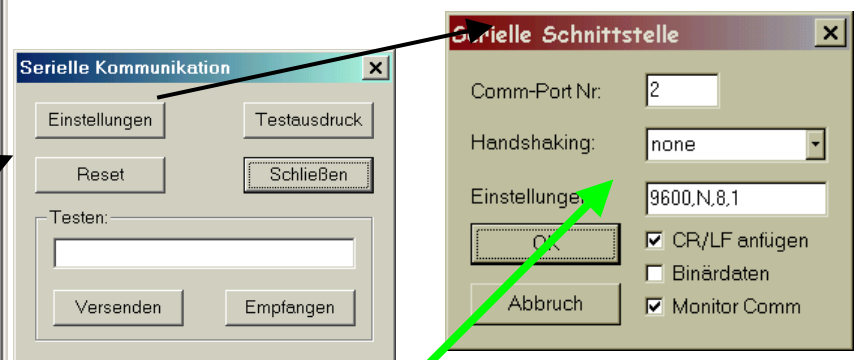 Serielle Kommunikation
Einstellungen
Testausdruck
Reset
Schließen
Testen:
Versenden
Empfangen
Serielle Schnittstelle
Comm-Port Nr:
2
Handshaking:
none
Einstellungen
9600,N,8,1
OK
CR/LF anfügen
Binärdaten
Abbruch
Monitor Comm